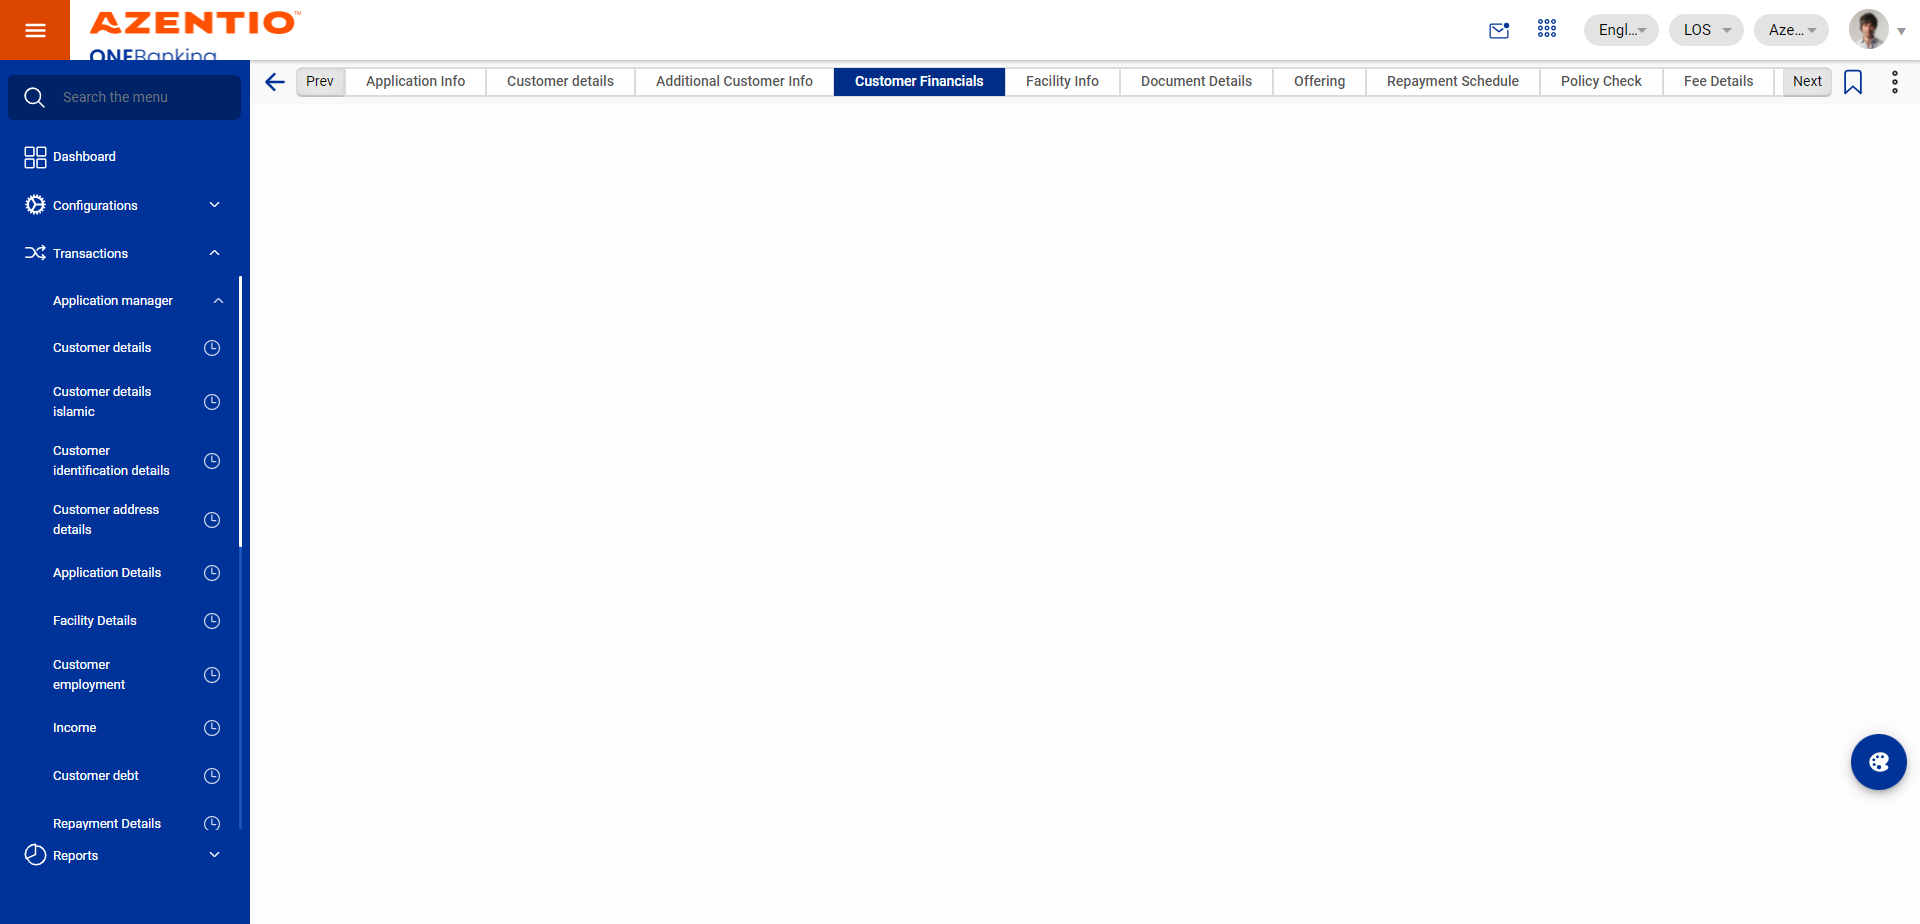 AZENTIO™
ONEBanking
Engl...
LOS
Aze...
Search the menu
Dashboard
Configurations
Transactions
Application manager
Customer details
Customer details
islamic
Customer
identification details
Customer address
details
Application Details
Facility Details
Customer
employment
Income
Customer debt
Repayment Details
Reports
Prev
Application Info
Customer details
Additional Customer Info
Customer Financials
Facility Info
Document Details
Offering
Repayment Schedule
Policy Check
Fee Details
Next